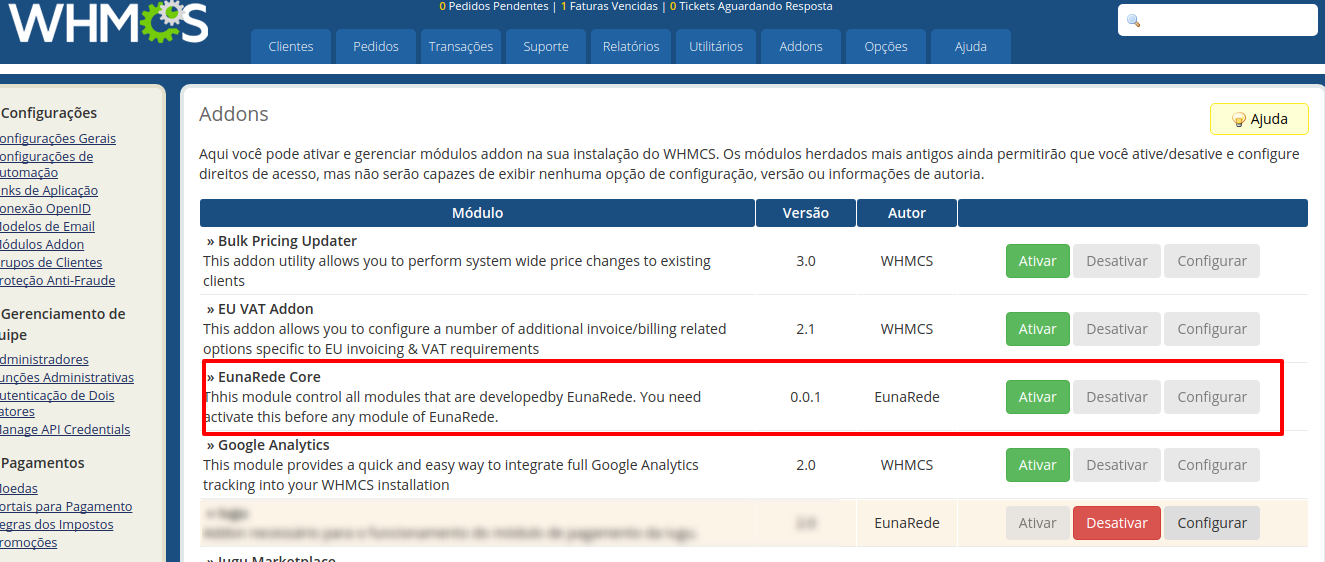 WHMCS
0 Pedidos Pendentes | 1 Faturas Vencidas | 0 Tickets Aguardando Resposta
Clientes Pedidos Transações Suporte Relatórios Utilitários Addons Opções Ajuda
Configurações
onfigurações Gerais
onfigurações de
utomação
nks de Aplicação
onexão OpenID
odelos de Email
ódulos Addon
rupos de Clientes
roteção Anti-Fraude
Gerenciamento de
uipe
dministradores
unções Administrativas
utenticação de Dois
atores
anage API Credentials
Pagamentos
oedas
ortais para Pagamento
egras dos Impostos
romoções
Addons
Ajuda
Aqui você pode ativar e gerenciar módulos addon na sua instalação do WHMCS. Os módulos herdados mais antigos ainda permitirão que você ative/desative e configure
direitos de acesso, mas não serão capazes de exibir nenhuma opção de configuração, versão ou informações de autoria.
Módulo Versão Autor
» Bulk Pricing Updater
This addon utility allows you to perform system wide price changes to existing
clients
3.0 WHMCS Ativar Desativar Configurar
» EU VAT Addon
This addon allows you to configure a number of additional invoice/billing related
options specific to EU invoicing & VAT requirements
2.1 WHMCS Ativar Desativar Configurar
» EunaRede Core
Thhis module control all modules that are developedby EunaRede. You need
activate this before any module of EunaRede.
0.0.1 EunaRede Ativar Desativar Configurar
» Google Analytics
This module provides a quick and easy way to integrate full Google Analytics
tracking into your WHMCS installation
2.0 WHMCS Ativar Desativar Configurar
EunaRede Ativar Desativar Configurar
» Iugu Marketplace